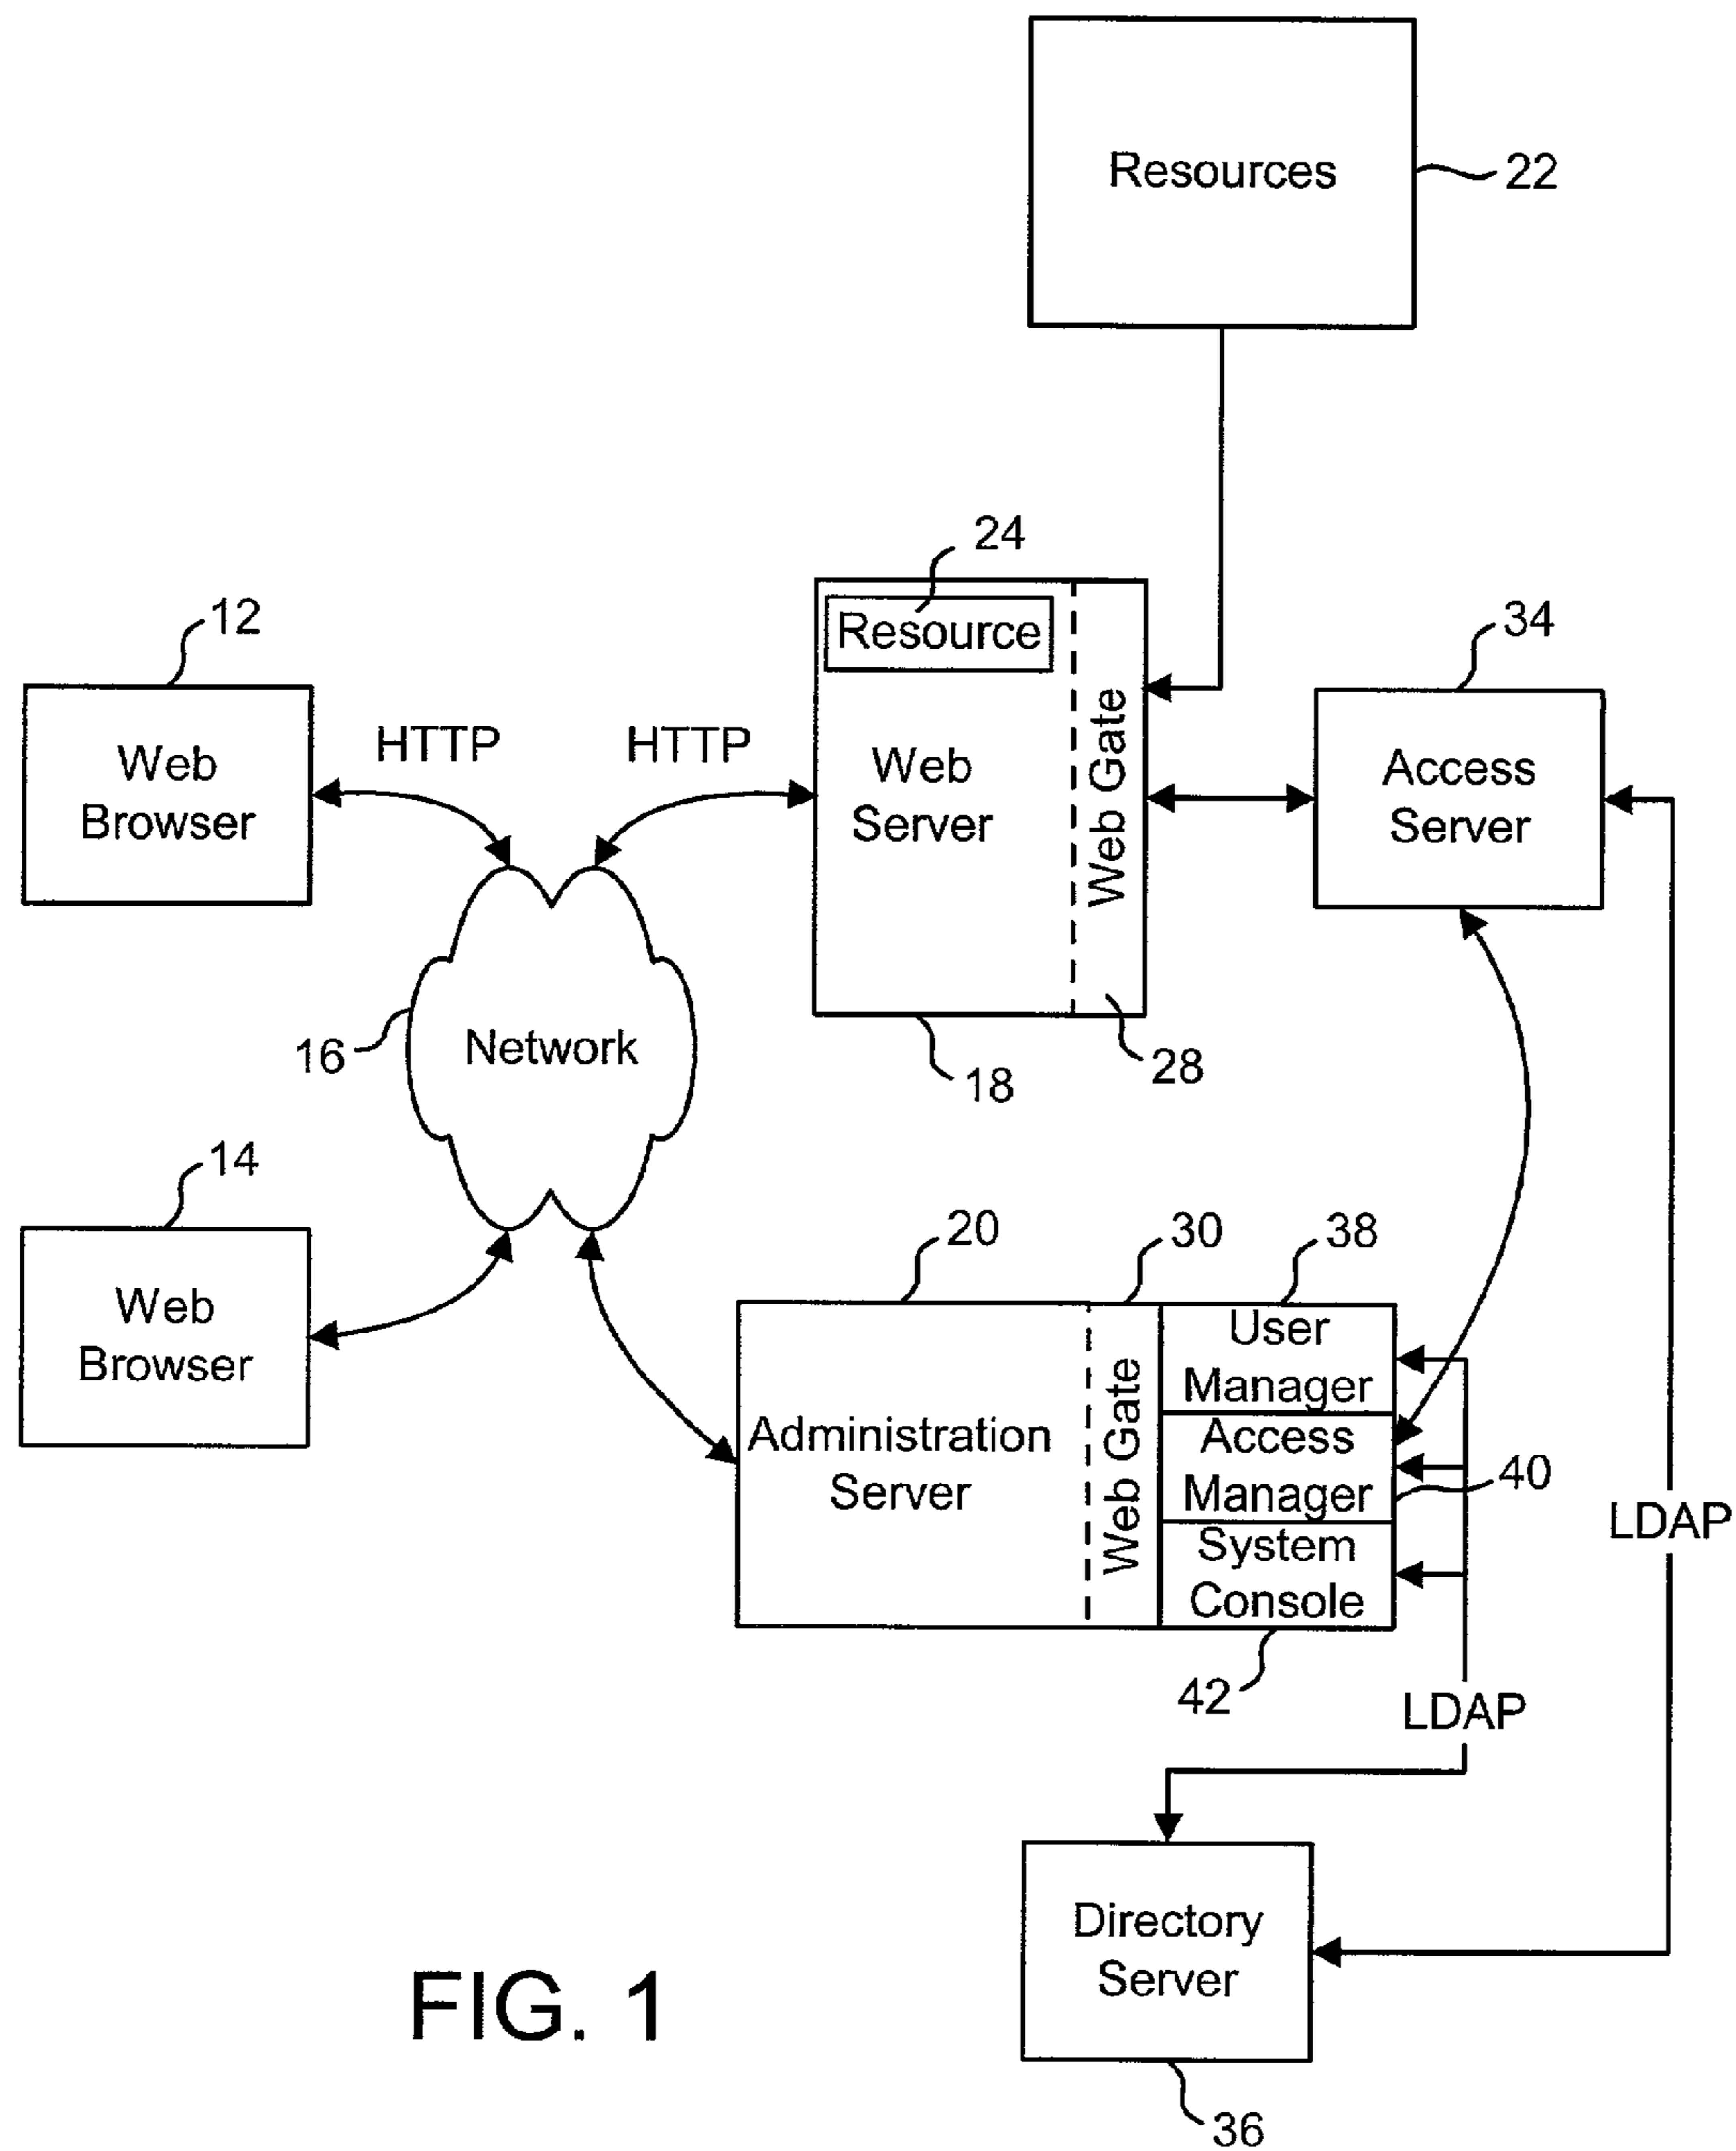 Resources
22
24
Resource
12
34
HTTP
HTTP
Web
Browser
Web
Server
Web Gate
Access
Server
16
Network
18
28
14
20
30
38
Web
Browser
Administration
Server
Web Gate
User
Manager
Access
Manager
40
System
Console
42
LDAP
LDAP
Directory
Server
FIG. 1
36